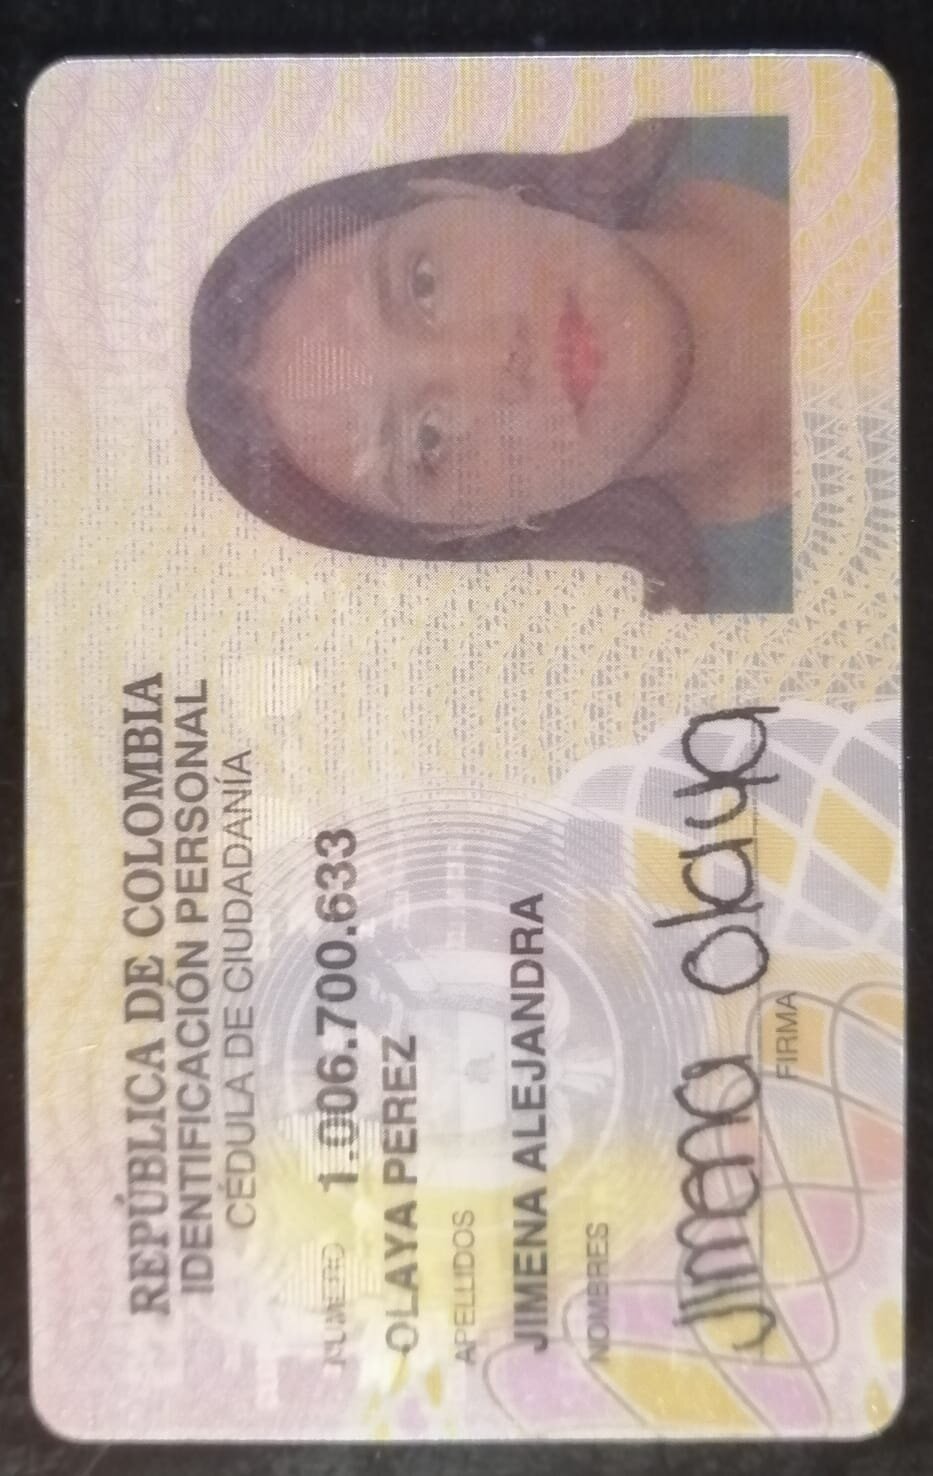 REPÚBLICA DE COLOMBIA
IDENTIFICACIÓN PERSONAL
CÉDULA DE CIUDADANÍA
NUMERO 1.006.700.633
OLAYA PEREZ
APELLIDOS
JIMENA ALEJANDRA
NOMBRES
Jimena Olaya
FIRMA